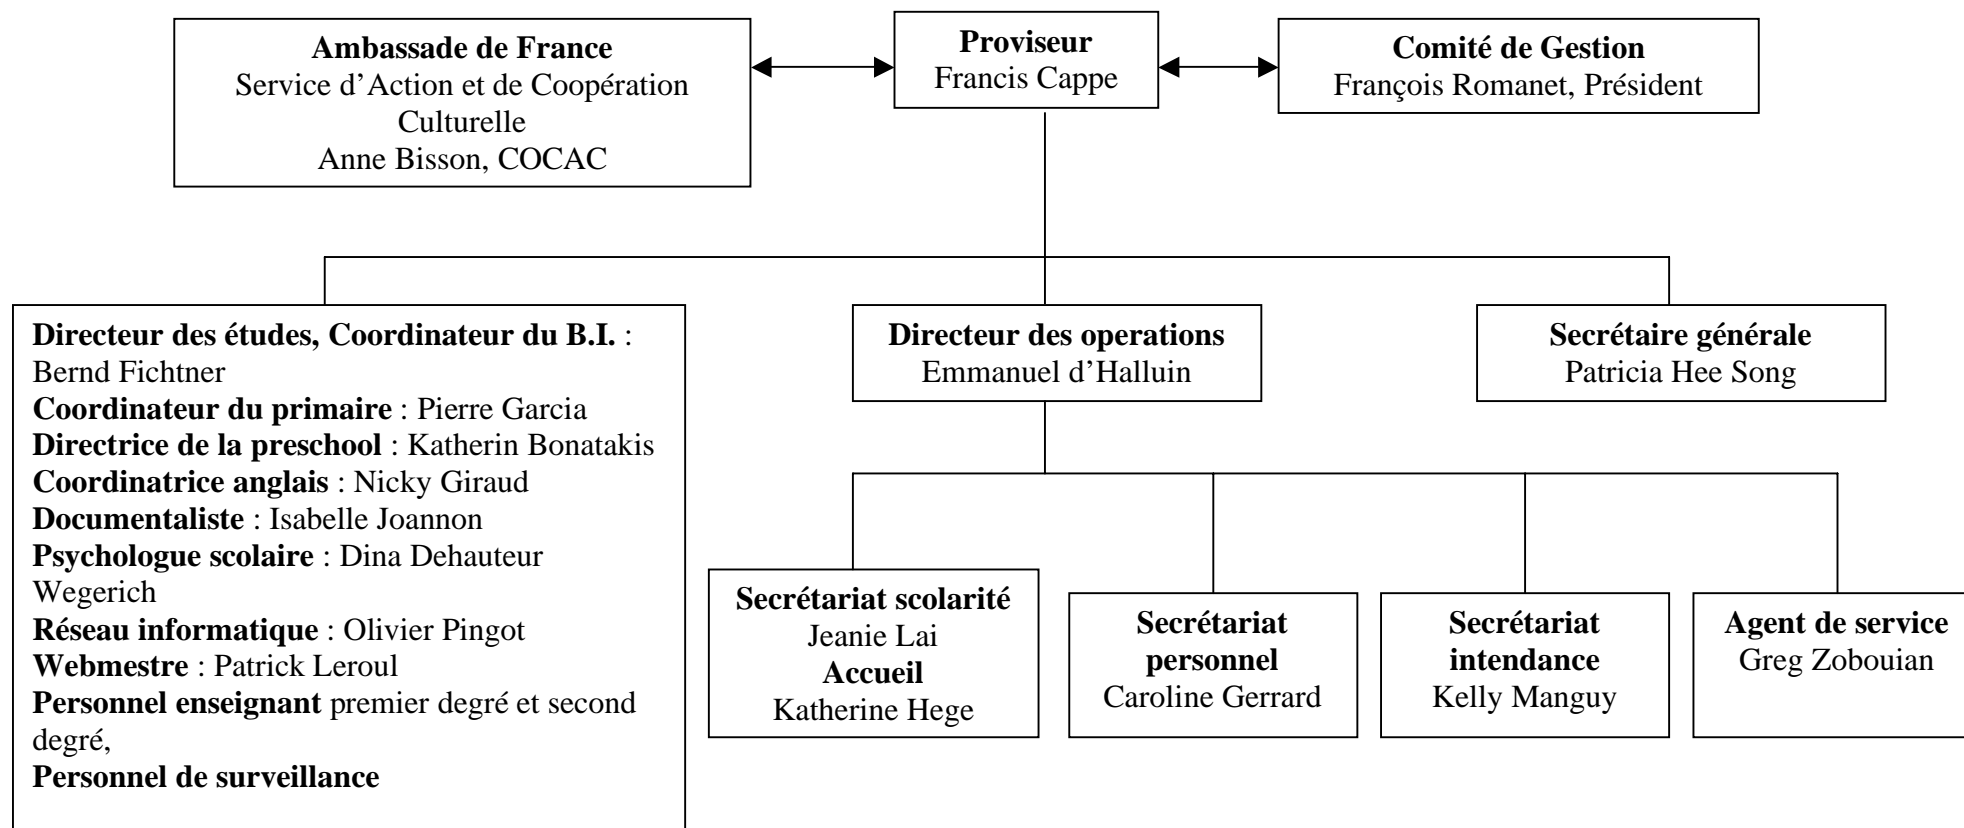 Ambassade de France
Service d’Action et de Coopération
Culturelle
Anne Bisson, COCAC
Proviseur
Francis Cappe
Comité de Gestion
François Romanet, Président
Directeur des études, Coordinateur du B.I. :
Bernd Fichtner
Coordinateur du primaire : Pierre Garcia
Directrice de la preschool : Katherin Bonatakis
Coordinatrice anglais : Nicky Giraud
Documentaliste : Isabelle Joannon
Psychologue scolaire : Dina Dehauteur
Wegerich
Réseau informatique : Olivier Pingot
Webmestre : Patrick Leroul
Personnel enseignant premier degré et second
degré,
Personnel de surveillance
Directeur des operations
Emmanuel d’Halluin
Secrétaire générale
Patricia Hee Song
Secrétariat scolarité
Jeanie Lai
Accueil
Katherine Hege
Secrétariat
personnel
Caroline Gerrard
Secrétariat
intendance
Kelly Manguy
Agent de service
Greg Zobouian